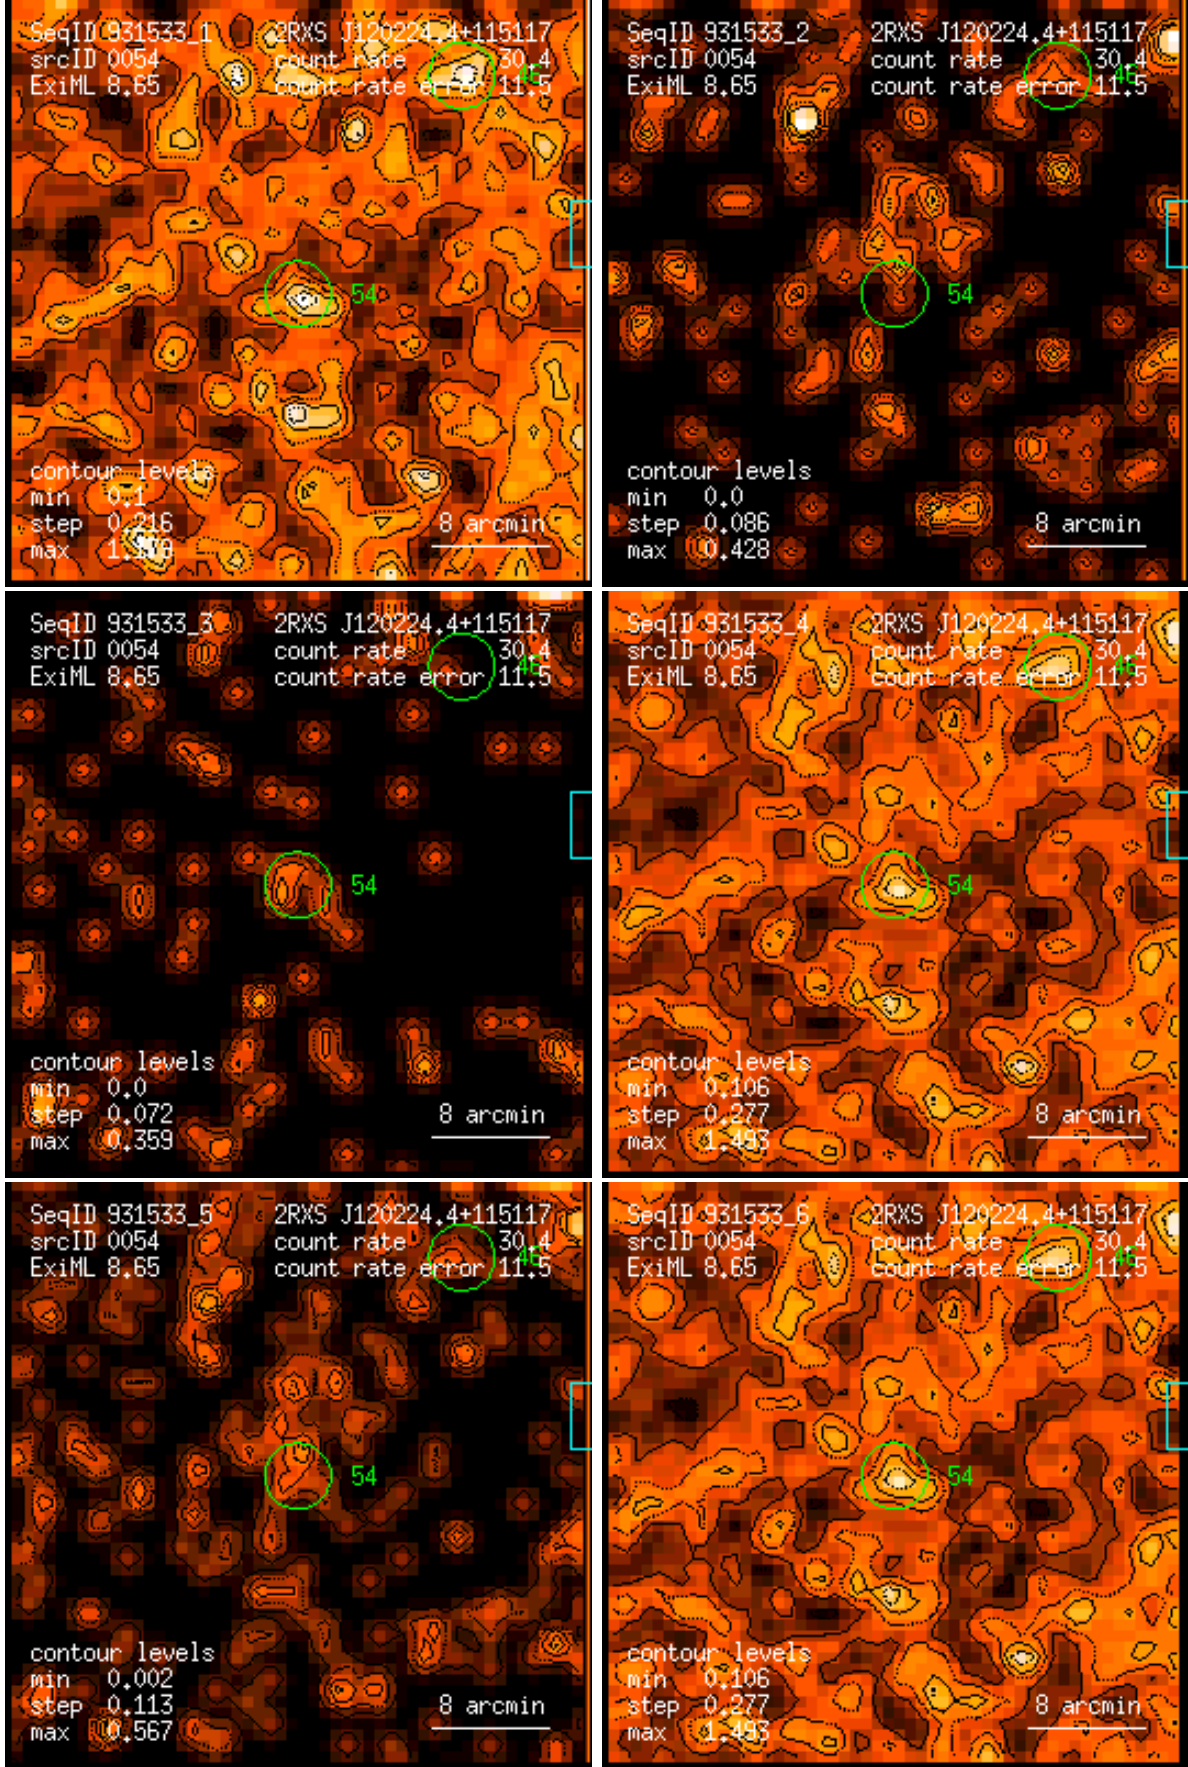 SeqID 931533_1 2RXS J120224.4+115117
srcID 0054 count rate 30.4
ExiML 8.65 count rate error 11.5
46
54
contour levels
min 0.1
step 0.216
max 1.179
8 arcmin
SeqID 931533_2 2RXS J120224.4+115117
srcID 0054 count rate 30.4
ExiML 8.65 count rate error 11.5
46
54
contour levels
min 0.0
step 0.086
max 0.428
8 arcmin
SeqID 931533_3 2RXS J120224.4+115117
srcID 0054 count rate 30.4
ExiML 8.65 count rate error 11.5
46
54
contour levels
min 0.0
step 0.072
max 0.359
8 arcmin
SeqID 931533_4 2RXS J120224.4+115117
srcID 0054 count rate 30.4
ExiML 8.65 count rate error 11.5
46
54
contour levels
min 0.106
step 0.277
max 1.493
8 arcmin
SeqID 931533_5 2RXS J120224.4+115117
srcID 0054 count rate 30.4
ExiML 8.65 count rate error 11.5
46
54
contour levels
min 0.002
step 0.113
max 0.567
8 arcmin
SeqID 931533_6 2RXS J120224.4+115117
srcID 0054 count rate 30.4
ExiML 8.65 count rate error 11.5
46
54
contour levels
min 0.106
step 0.277
max 1.493
8 arcmin